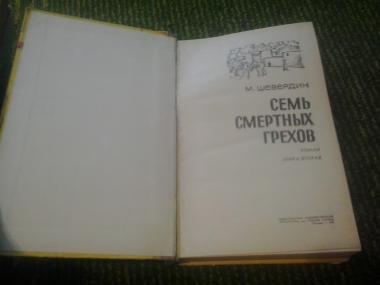 М. ШЕВЕРДИН
СЕМЬ
СМЕРТНЫХ
ГРЕХОВ
РОМАН
КНИГА ВТОРАЯ